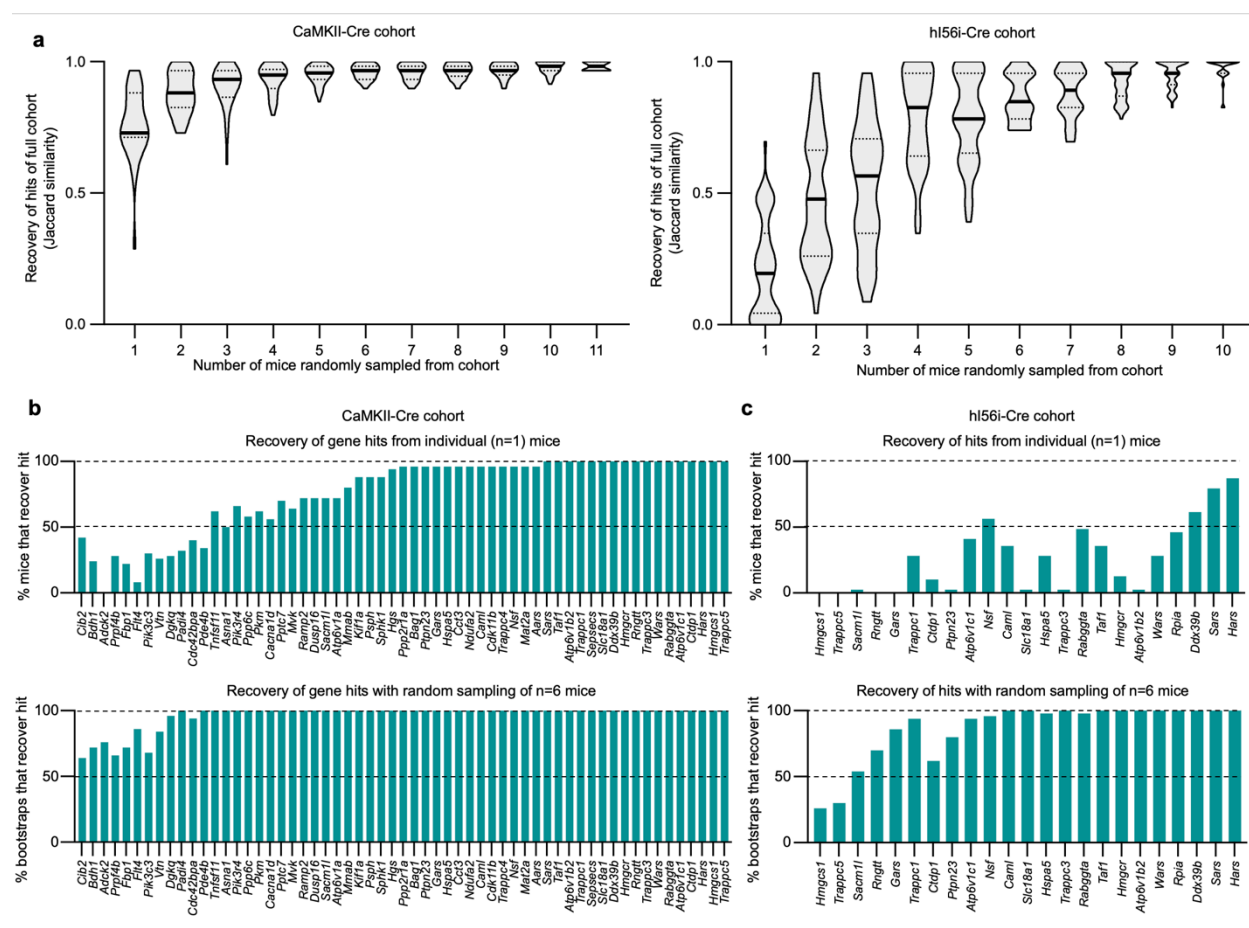 a
CaMKII-Cre cohort
Recovery of hits of full cohort
(Jaccard similarity)
1.0
0.5
0.0
1 2 3 4 5 6 7 8 9 10 11
Number of mice randomly sampled from cohort
hI56i-Cre cohort
Recovery of hits of full cohort
(Jaccard similarity)
1.0
0.5
0.0
1 2 3 4 5 6 7 8 9 10
Number of mice randomly sampled from cohort
b
CaMKII-Cre cohort
Recovery of gene hits from individual (n=1) mice
% mice that recover hit
100
50
0
Cib2 Bdh1 Adck2 Prpf4b Fbp1 Flt4 Pik3c3 Vtn Dgkq Padi4 Cdc42bpa Pde4b Tnfsf11 Asna1 Pik3r4 Ppp6c Pkm Cacna1d Pptc7 Mvk Ramp2 Dusp16 Sacm1l Atp6v1a Mmab Kif1a Psph Sphk1 Hgs Ppp2r1a Bag1 Ptpn23 Gars Hspa5 Cct3 Ndufa2 Caml Cdk11b Trappc4 Nsf Mat2a Aars Sars Taf1 Atp6v1b2 Trappc1 Sepsecs Slc18a1 Ddx39b Hmgcr Rngtt Trappc3 Wars Rabggta Atp6v1c1 Ctdp1 Hars Hmgcs1 Trappc5
Recovery of gene hits with random sampling of n=6 mice
% bootstraps that recover hit
100
50
0
Cib2 Bdh1 Adck2 Prpf4b Fbp1 Flt4 Pik3c3 Vtn Dgkq Padi4 Cdc42bpa Pde4b Tnfsf11 Asna1 Pik3r4 Ppp6c Pkm Cacna1d Pptc7 Mvk Ramp2 Dusp16 Sacm1l Atp6v1a Mmab Kif1a Psph Sphk1 Hgs Ppp2r1a Bag1 Ptpn23 Gars Hspa5 Cct3 Ndufa2 Caml Cdk11b Trappc4 Nsf Mat2a Aars Sars Taf1 Atp6v1b2 Trappc1 Sepsecs Slc18a1 Ddx39b Hmgcr Rngtt Trappc3 Wars Rabggta Atp6v1c1 Ctdp1 Hars Hmgcs1 Trappc5
c
hI56i-Cre cohort
Recovery of hits from individual (n=1) mice
% mice that recover hit
100
50
0
Hmgcs1 Trappc5 Sacm1l Rngtt Gars Trappc1 Ctdp1 Ptpn23 Atp6v1c1 Nsf Caml Slc18a1 Hspa5 Trappc3 Rabggta Taf1 Hmgcr Atp6v1b2 Wars Rpia Ddx39b Sars Hars
Recovery of hits with random sampling of n=6 mice
% bootstraps that recover hit
100
50
0
Hmgcs1 Trappc5 Sacm1l Rngtt Gars Trappc1 Ctdp1 Ptpn23 Atp6v1c1 Nsf Caml Slc18a1 Hspa5 Trappc3 Rabggta Taf1 Hmgcr Atp6v1b2 Wars Rpia Ddx39b Sars Hars